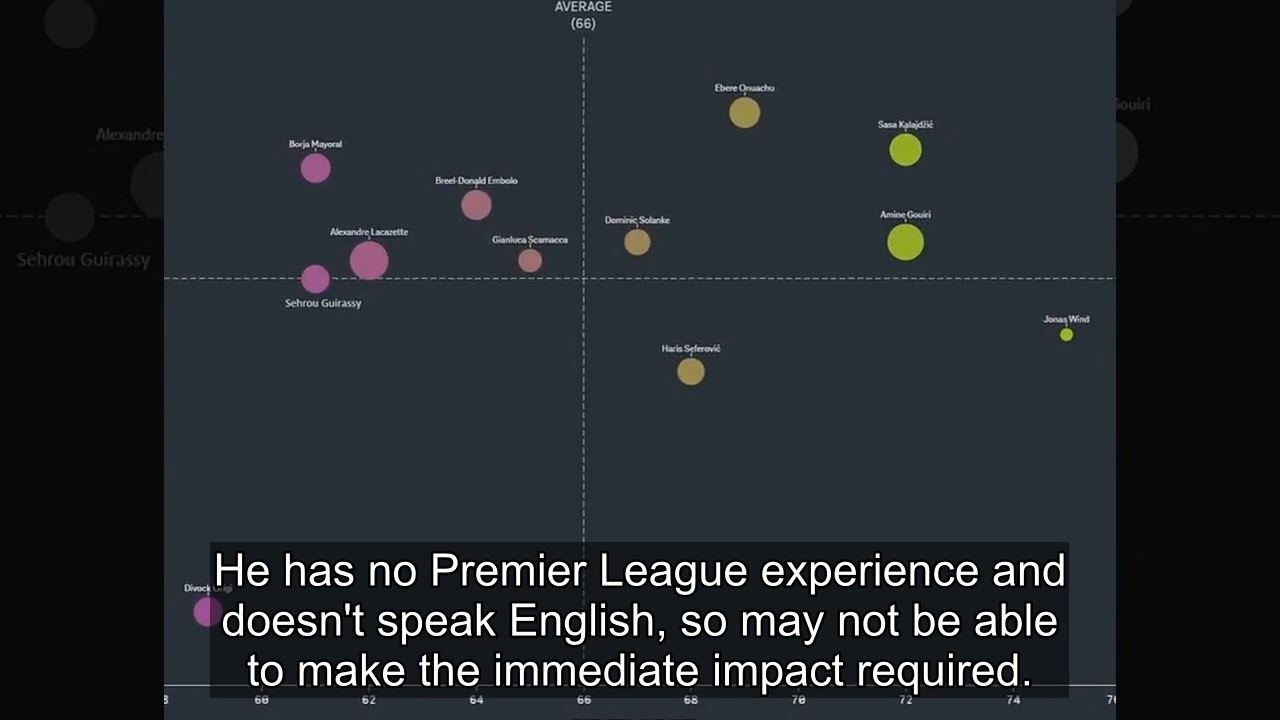 AVERAGE
(66)
Ebere Onuachu
Sasa Kalajdžić
Borja Mayoral
Breel-Donald Embolo
Amine Gouiri
Dominic Solanke
Alexandre Lacazette
Gianluca Scamacca
Sehrou Guirassy
Jonas Wind
Haris Seferović
Alexandre
Gouiri
Sehrou Guirassy
Divock Origi
He has no Premier League experience and
doesn't speak English, so may not be able
to make the immediate impact required.
60 62 64 66 68 70 72 74